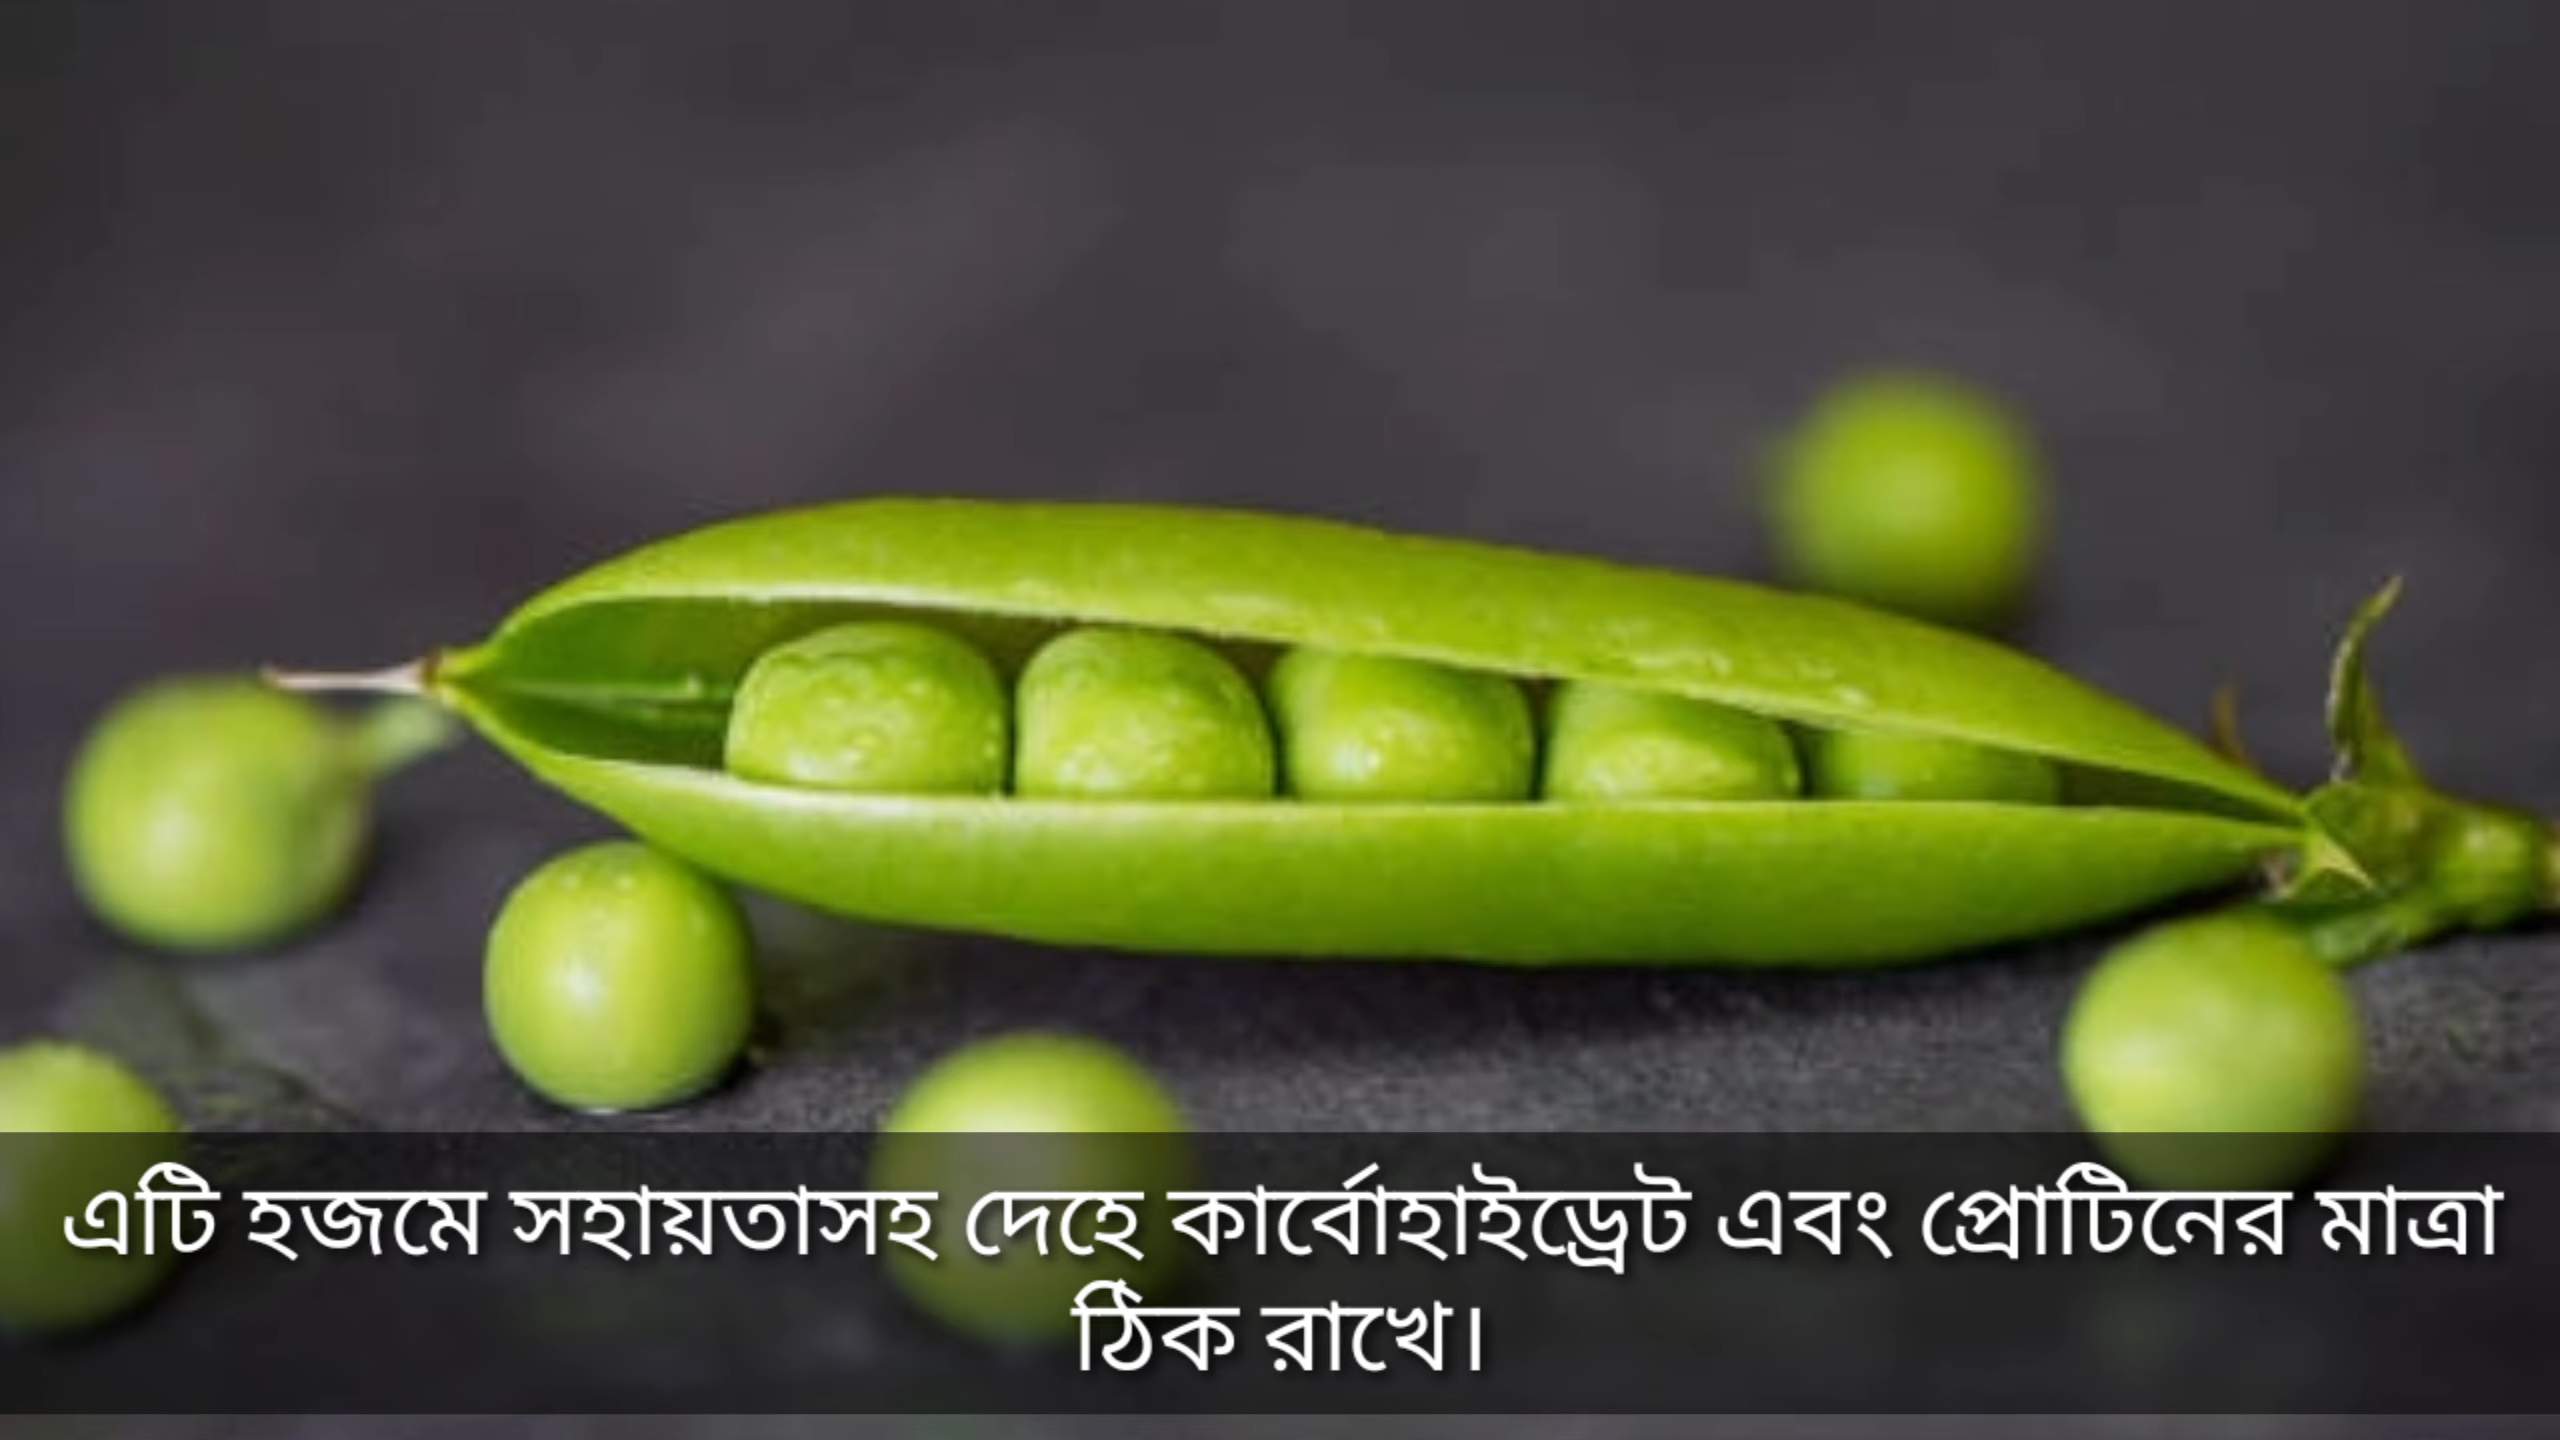 এটি হজমে সহায়তাসহ দেহে কার্বোহাইড্রেট এবং প্রোটিনের মাত্রা
ঠিক রাখে।